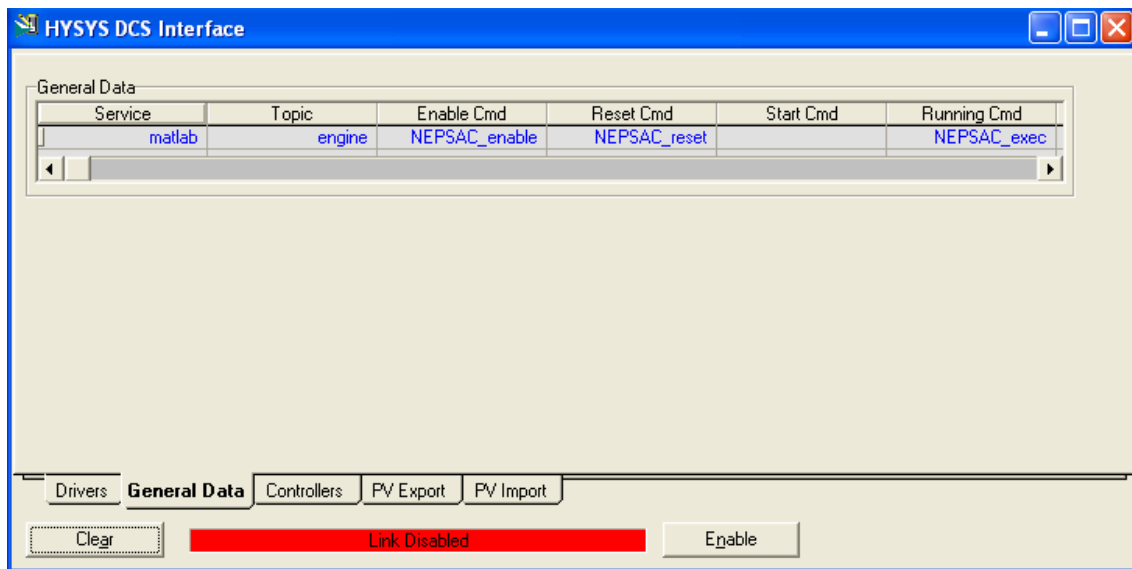 HYSYS DCS Interface
General Data
Service Topic Enable Cmd Reset Cmd Start Cmd Running Cmd
matlab engine NEPSAC_enable NEPSAC_reset NEPSAC_exec
Drivers General Data Controllers PV Export PV Import
Clear Link Disabled Enable